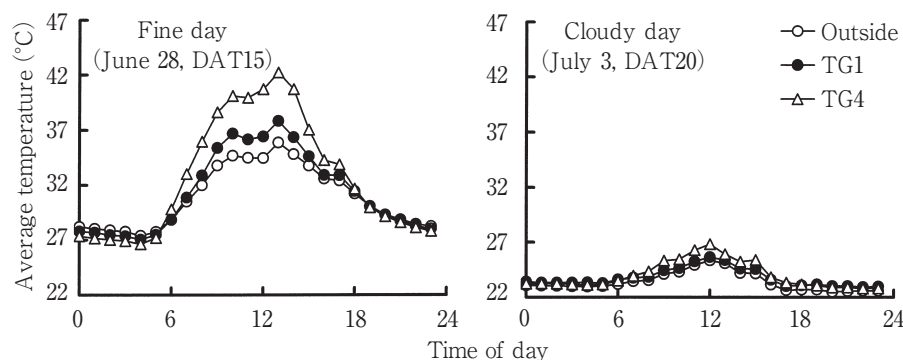 Average temperature (°C)
47
42
37
32
27
22
Fine day
(June 28, DAT15)
0
6
12
18
24
47
42
37
32
27
22
Cloudy day
(July 3, DAT20)
0
6
12
18
24
Outside
TG1
TG4
Time of day